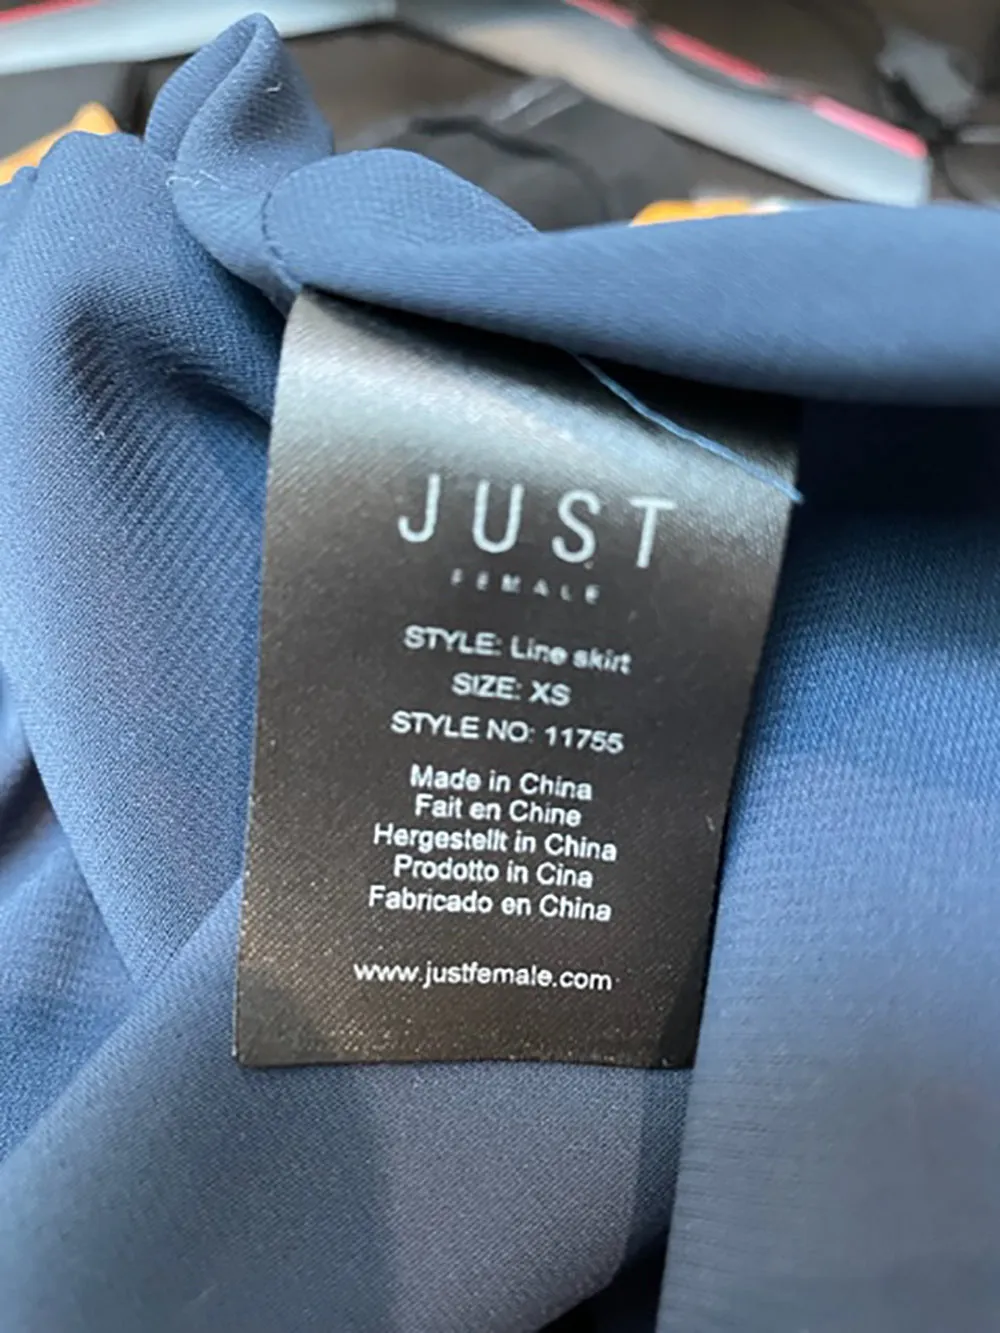 JUST
FEMALE
STYLE: Line skirt
SIZE: XS
STYLE NO: 11755
Made in China
Fait en Chine
Hergestellt in China
Prodotto in Cina
Fabricado en China
www.justfemale.com